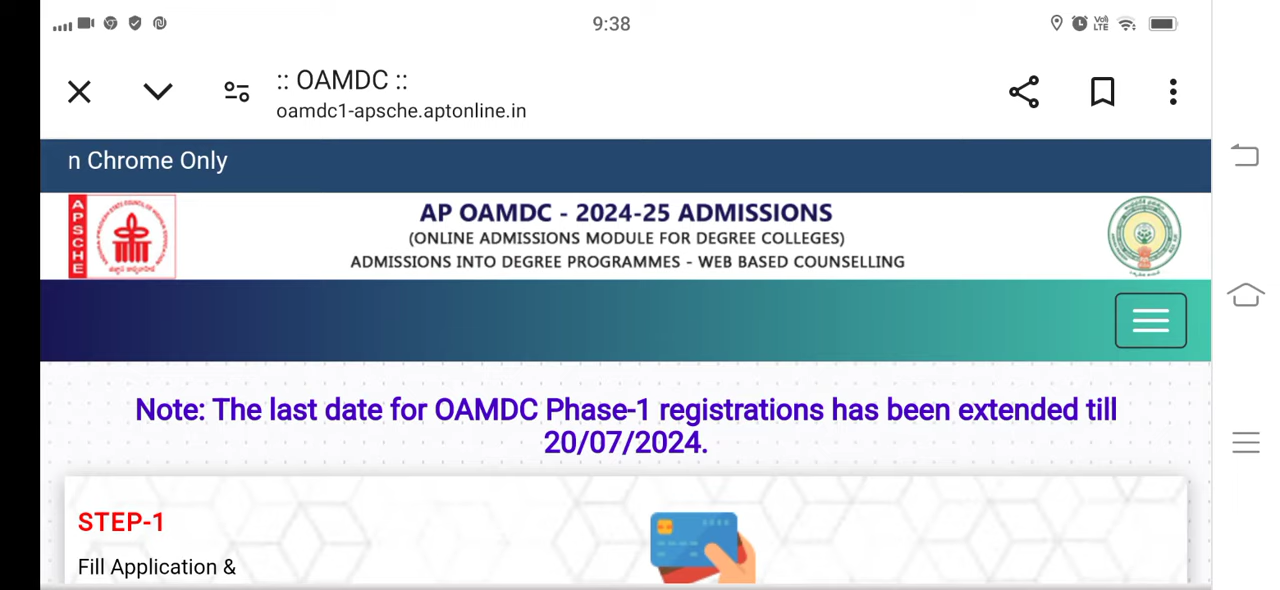 9:38
Vo)
LTE
:: OAMDC ::
oamdc1-apsche.aptonline.in
n Chrome Only
APSCHE
AP OAMDC - 2024-25 ADMISSIONS
(ONLINE ADMISSIONS MODULE FOR DEGREE COLLEGES)
ADMISSIONS INTO DEGREE PROGRAMMES - WEB BASED COUNSELLING
Note: The last date for OAMDC Phase-1 registrations has been extended till
20/07/2024.
STEP-1
Fill Application &